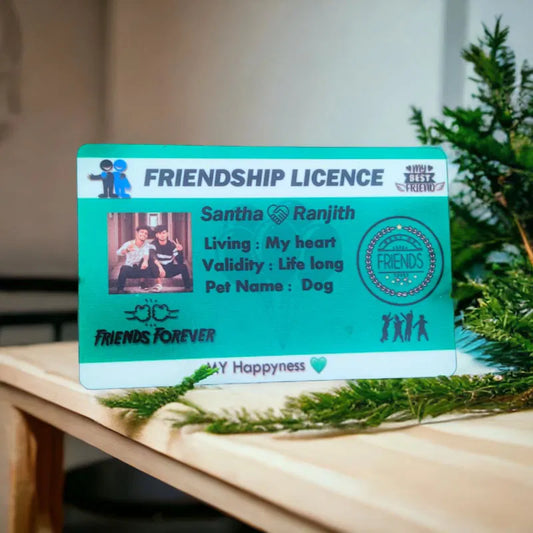 FRIENDSHIP LICENCE
MY
BEST
FRIEND
Santha Ranjith
Living : My heart
Validity : Life long
Pet Name : Dog
FRIENDS
FRIENDS FOREVER
MY Happyness